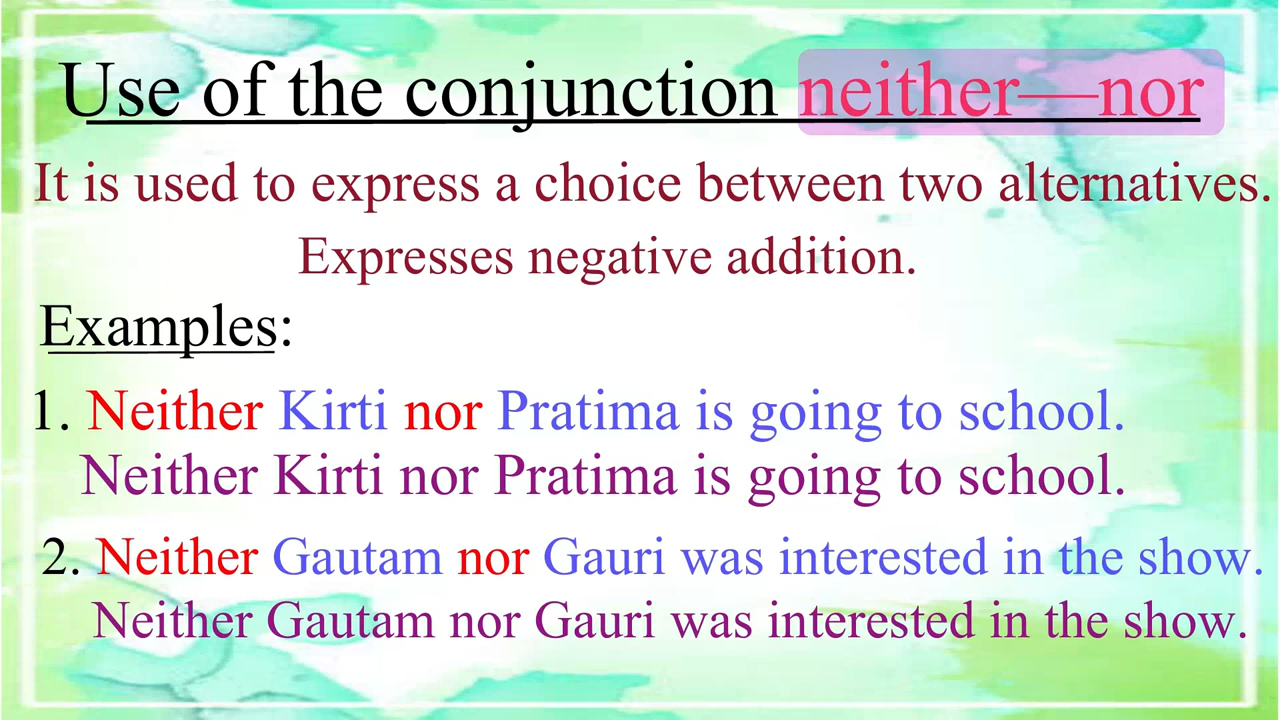 Use of the conjunction neither—nor
It is used to express a choice between two alternatives.
Expresses negative addition.
Examples:
1. Neither Kirti nor Pratima is going to school.
Neither Kirti nor Pratima is going to school.
2. Neither Gautam nor Gauri was interested in the show.
Neither Gautam nor Gauri was interested in the show.